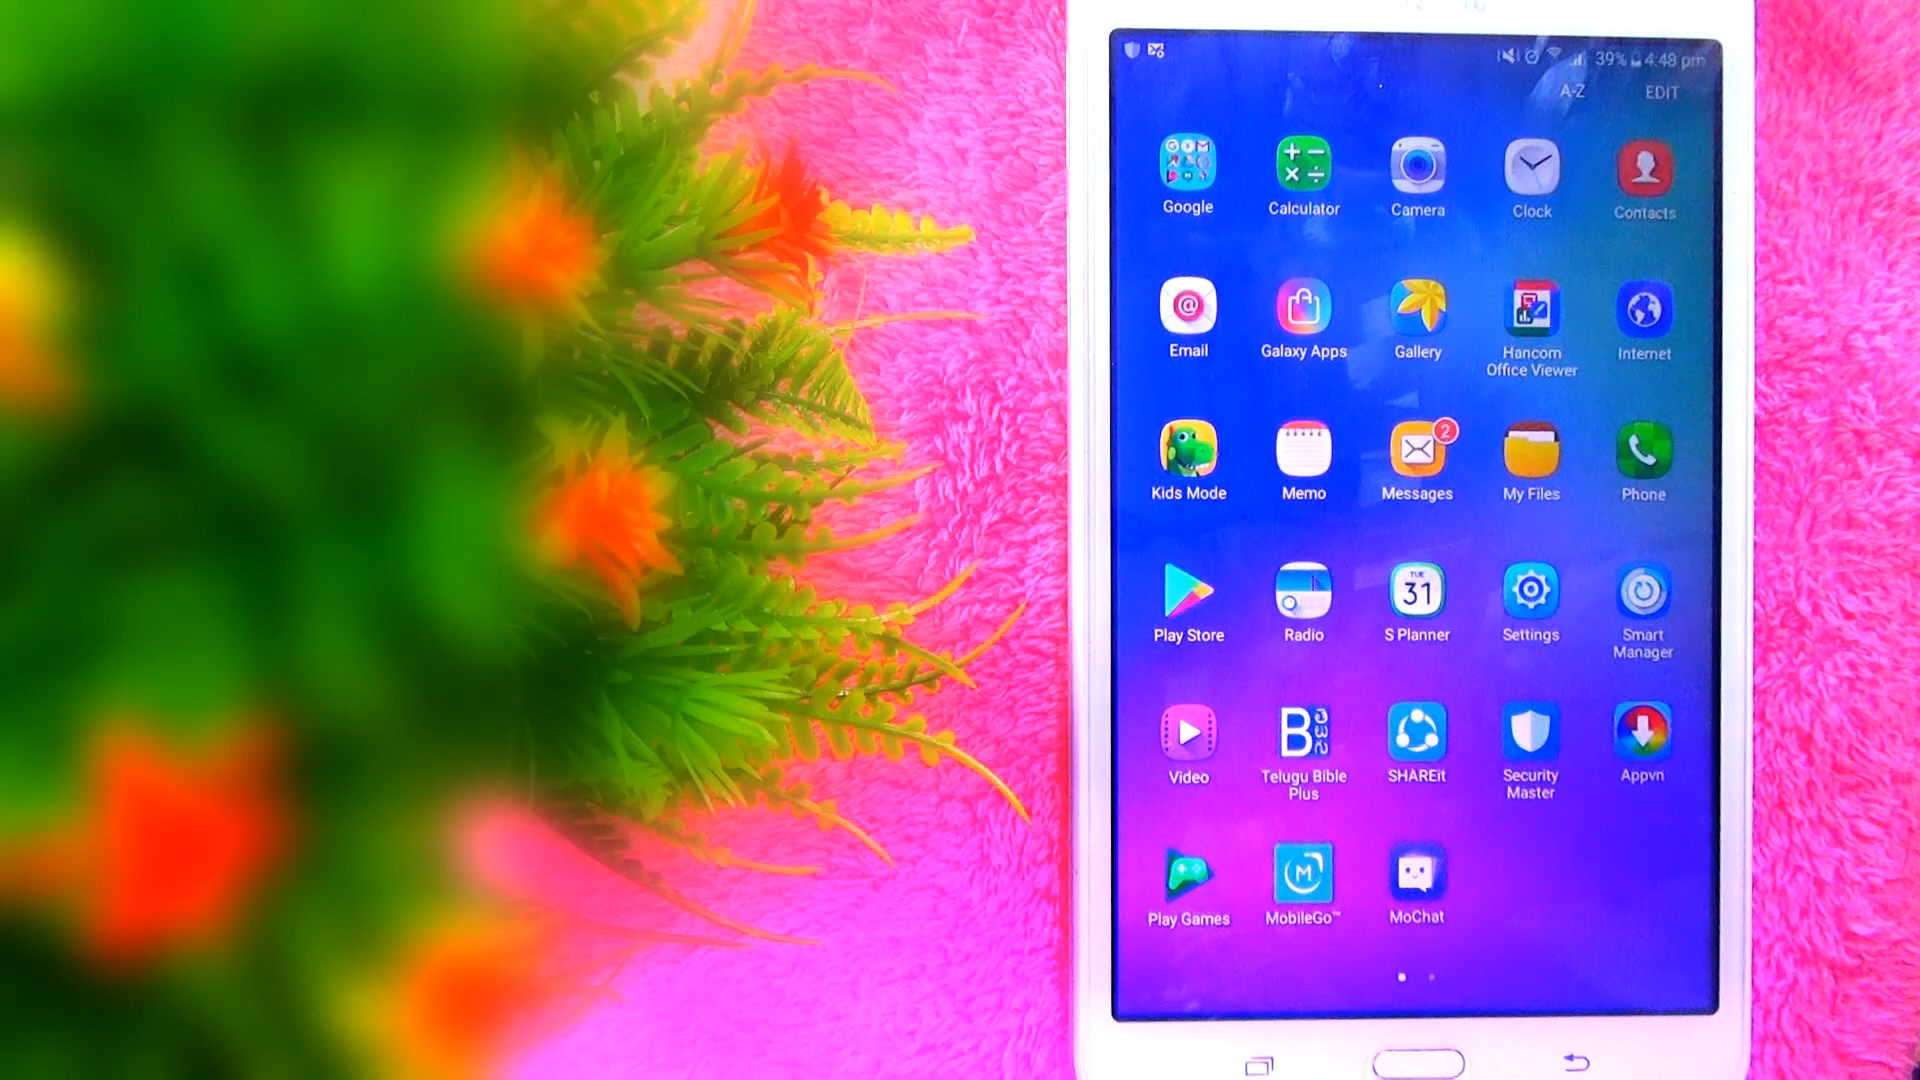 39% 4.48 pm
A-Z EDIT
Google Calculator Camera Clock Contacts
Email Galaxy Apps Gallery Hancom Office Viewer Internet
2
Kids Mode Memo Messages My Files Phone
TUE
31
Play Store Radio S Planner Settings Smart Manager
B
Video Telugu Bible Plus SHAREit Security Master Appvn
M
Play Games MobileGo™ MoChat